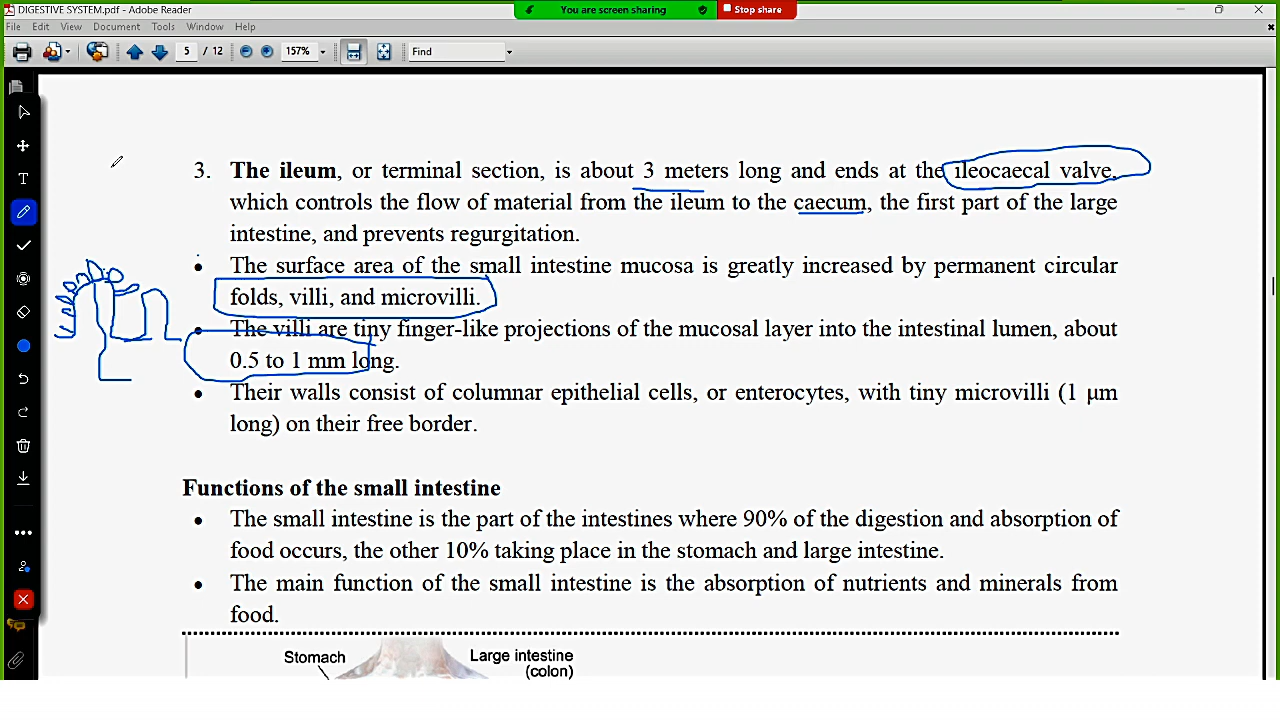 DIGESTIVE SYSTEM.pdf - Adobe Reader
You are screen sharing
Stop share
File Edit View Document Tools Window Help
5 / 12
157%
Find
3. The ileum, or terminal section, is about 3 meters long and ends at the ileocaecal valve,
which controls the flow of material from the ileum to the caecum, the first part of the large
intestine, and prevents regurgitation.
• The surface area of the small intestine mucosa is greatly increased by permanent circular
folds, villi, and microvilli.
• The villi are tiny finger-like projections of the mucosal layer into the intestinal lumen, about
0.5 to 1 mm long.
• Their walls consist of columnar epithelial cells, or enterocytes, with tiny microvilli (1 µm
long) on their free border.
Functions of the small intestine
• The small intestine is the part of the intestines where 90% of the digestion and absorption of
food occurs, the other 10% taking place in the stomach and large intestine.
• The main function of the small intestine is the absorption of nutrients and minerals from
food.
Stomach
Large intestine
(colon)